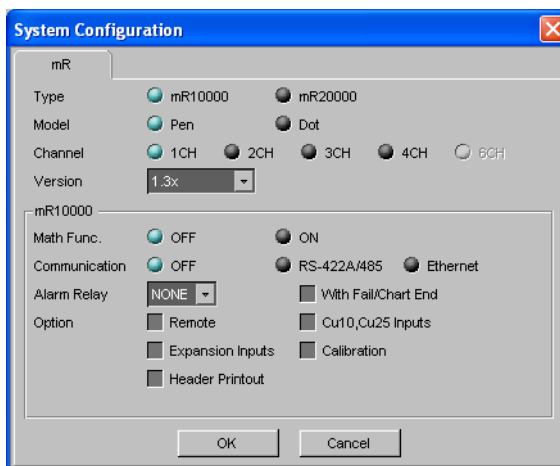 System Configuration
mR
Type mR10000 mR20000
Model Pen Dot
Channel 1CH 2CH 3CH 4CH 6CH
Version 1.3x
mR10000
Math Func. OFF ON
Communication OFF RS-422A/485 Ethernet
Alarm Relay NONE With Fail/Chart End
Option Remote Cu10,Cu25 Inputs
Expansion Inputs Calibration
Header Printout
OK Cancel